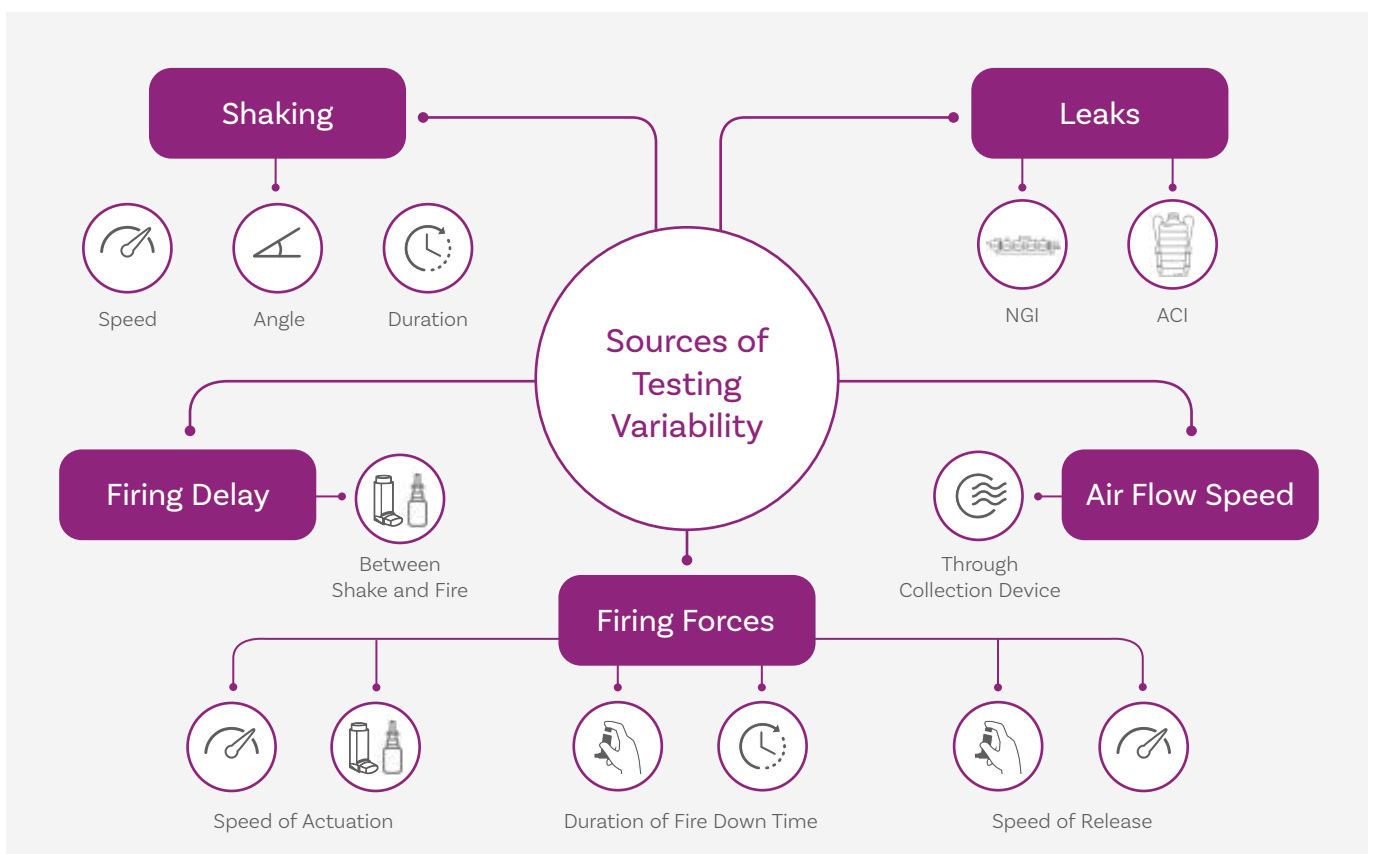 Shaking
Leaks
Speed
Angle
Duration
NGI
ACI
Sources of
Testing
Variability
Firing Delay
Between
Shake and Fire
Air Flow Speed
Through
Collection Device
Firing Forces
Speed of Actuation
Duration of Fire Down Time
Speed of Release